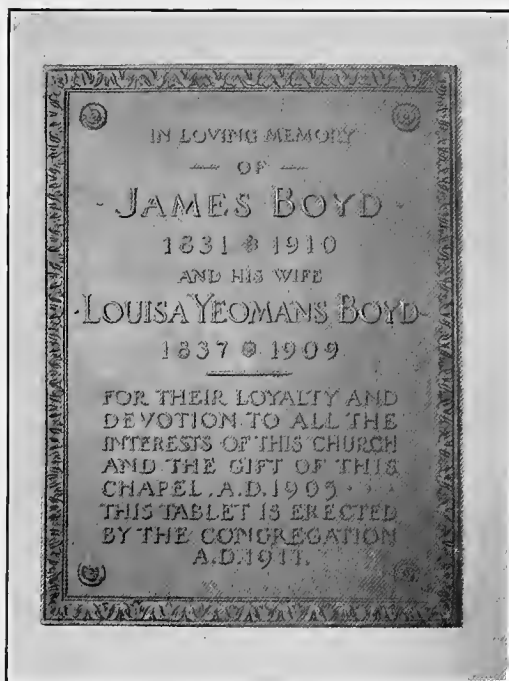 IN LOVING MEMORY
— OF —
· JAMES BOYD ·
1831 ❉ 1910
AND HIS WIFE
· LOUISA YEOMANS BOYD ·
1837 ❉ 1909
FOR THEIR LOYALTY AND
DEVOTION TO ALL THE
INTERESTS OF THIS CHURCH
AND THE GIFT OF THIS
CHAPEL . A.D. 1905 · · ·
THIS TABLET IS ERECTED
BY THE CONGREGATION
A.D. 1911.